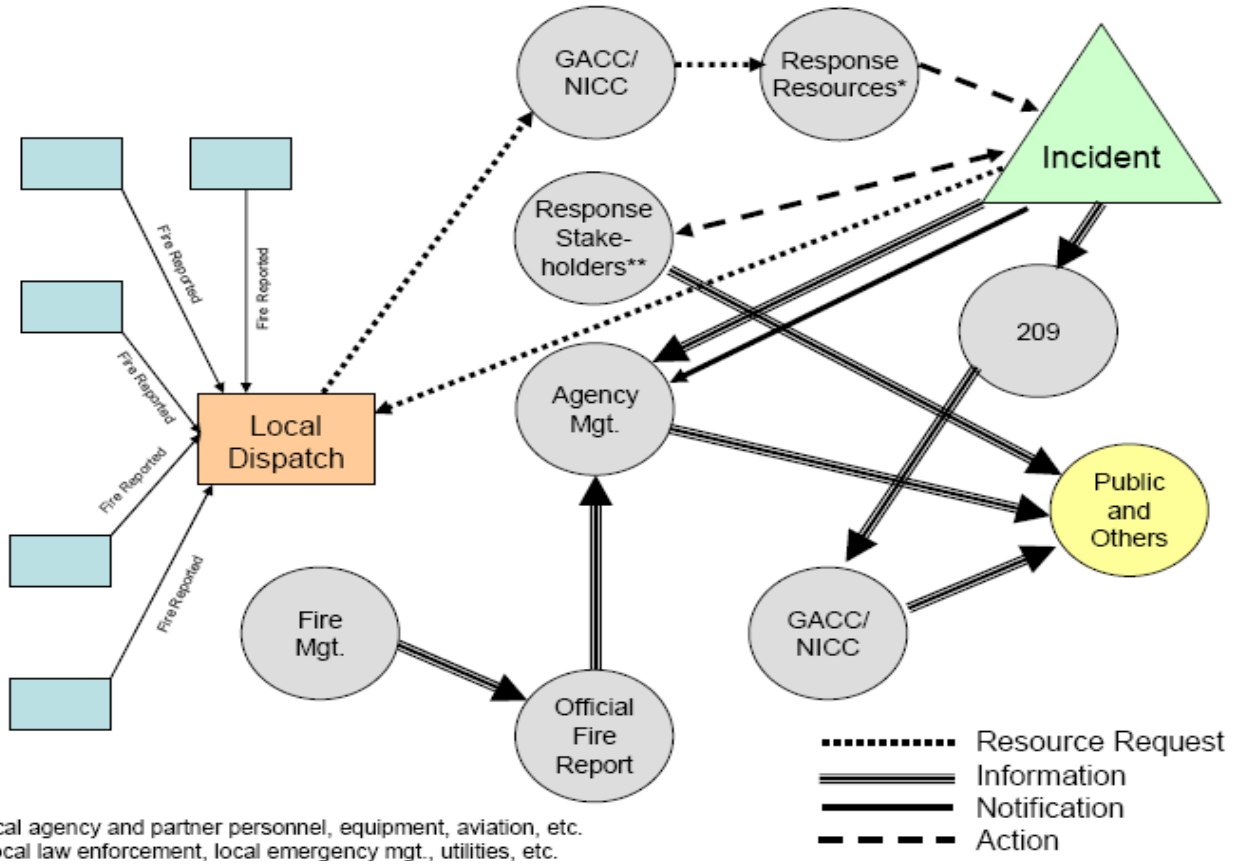 GACC/
NICC
Response
Resources*
Incident
Response
Stake-
holders**
209
Fire Reported
Fire Reported
Fire Reported
Fire Reported
Fire Reported
Local
Dispatch
Agency
Mgt.
Public
and
Others
Fire
Mgt.
GACC/
NICC
Official
Fire
Report
Resource Request
Information
Notification
Action
cal agency and partner personnel, equipment, aviation, etc.
ocal law enforcement, local emergency mgt., utilities, etc.